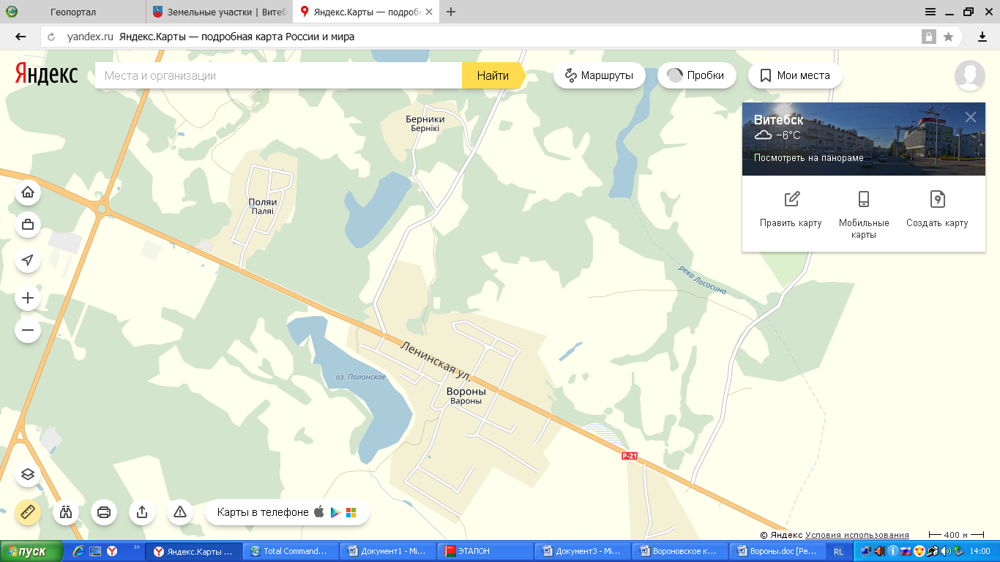 Геопортал
Земельные участки | Витеб
Яндекс.Карты — подробн
yandex.ru Яндекс.Карты — подробная карта России и мира
Яндекс
Места и организации
Найти
Маршруты
Пробки
Мои места
Витебск
−6°C
Посмотреть на панораме
Править карту
Мобильные карты
Создать карту
Берники
Бернікі
Поляи
Паляі
река Лососина
Ленинская ул.
оз. Полонское
Вороны
Вароны
Р-21
Карты в телефоне
© Яндекс Условия использования
400 м
пуск
Яндекс.Карты ...
Total Command...
Документ1 - Mi...
ЭТАЛОН
Документ3 - Mi...
Вороновское к...
Вороны.doc [Ре...
RL
14:00